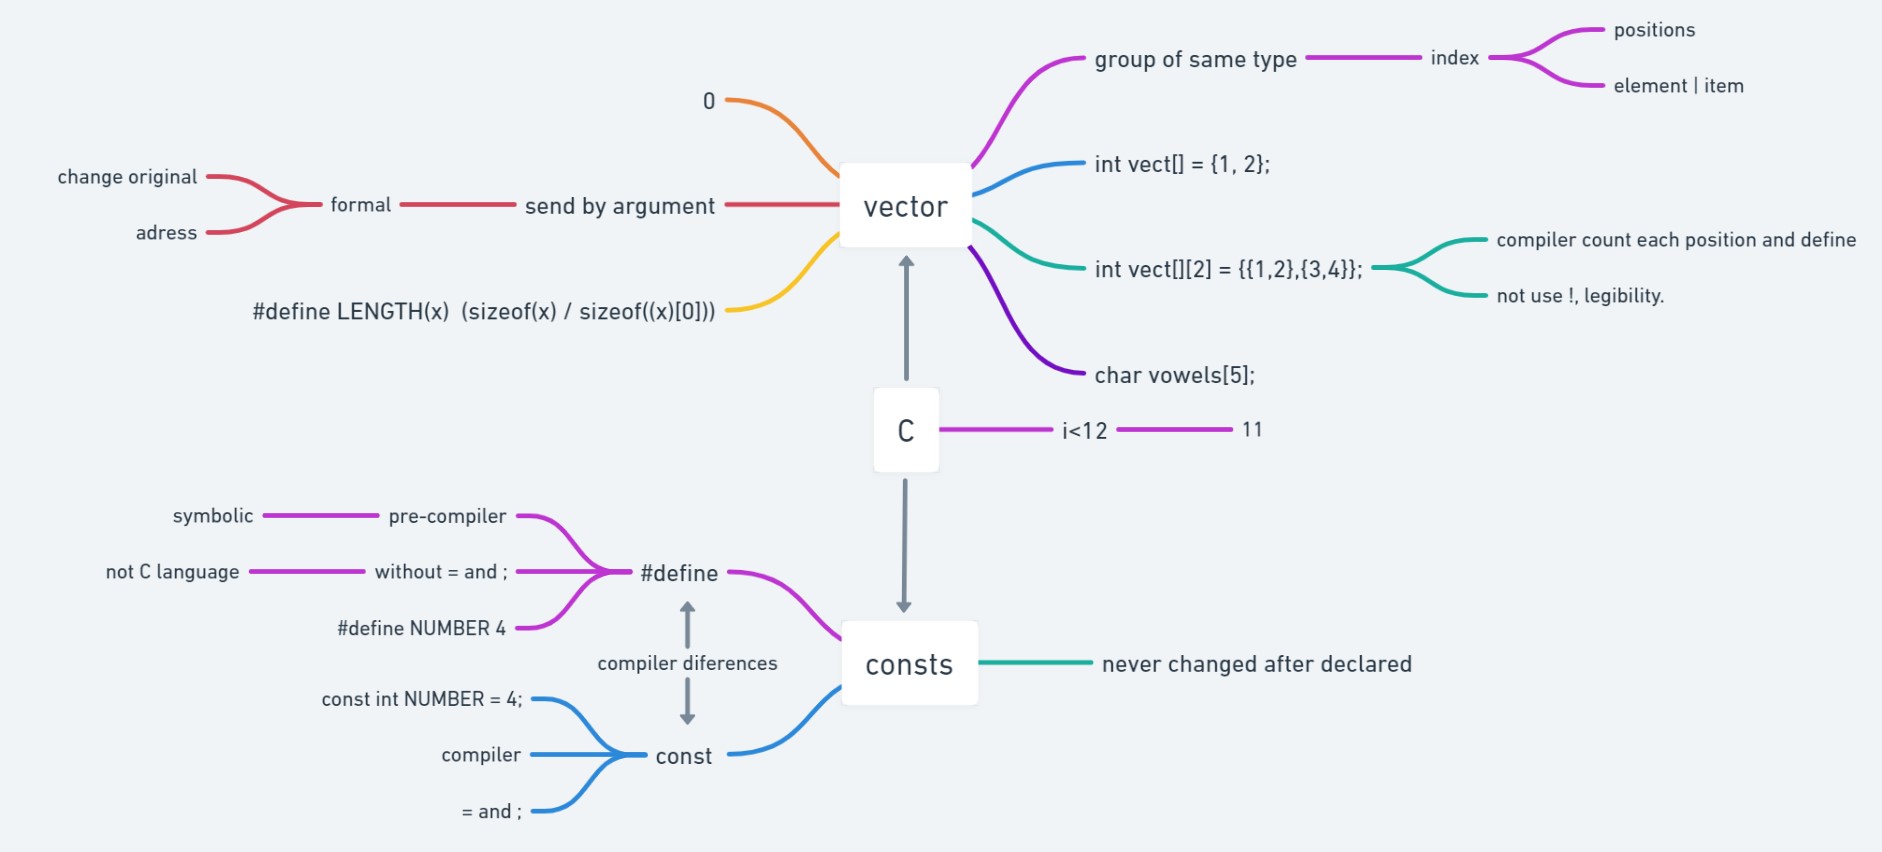 positions
group of same type
index
element | item
0
int vect[] = {1, 2};
change original
formal
send by argument
vector
adress
compiler count each position and define
int vect[][2] = {{1,2},{3,4}};
not use !, legibility.
#define LENGTH(x)  (sizeof(x) / sizeof((x)[0]))
char vowels[5];
C
i<12
11
symbolic
pre-compiler
not C language
without = and ;
#define
#define NUMBER 4
compiler diferences
consts
never changed after declared
const int NUMBER = 4;
compiler
const
= and ;